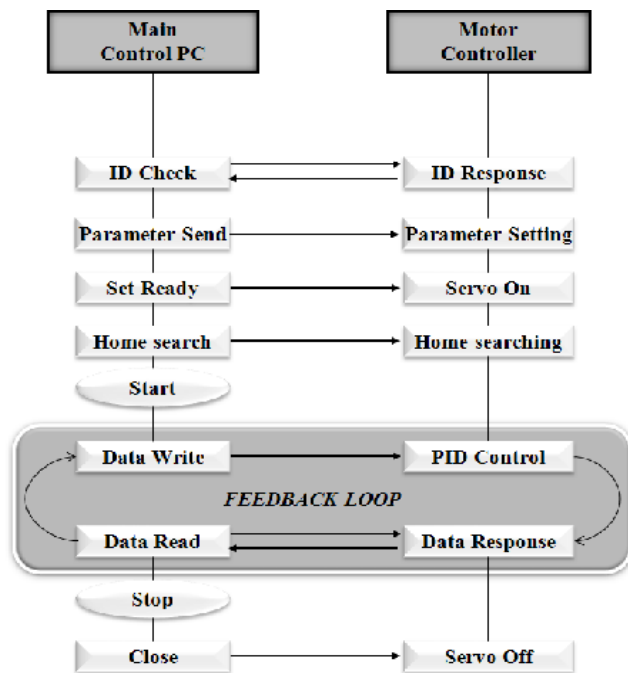 Main
Control PC
Motor
Controller
ID Check
ID Response
Parameter Send
Parameter Setting
Set Ready
Servo On
Home search
Home searching
Start
Data Write
PID Control
FEEDBACK LOOP
Data Read
Data Response
Stop
Close
Servo Off